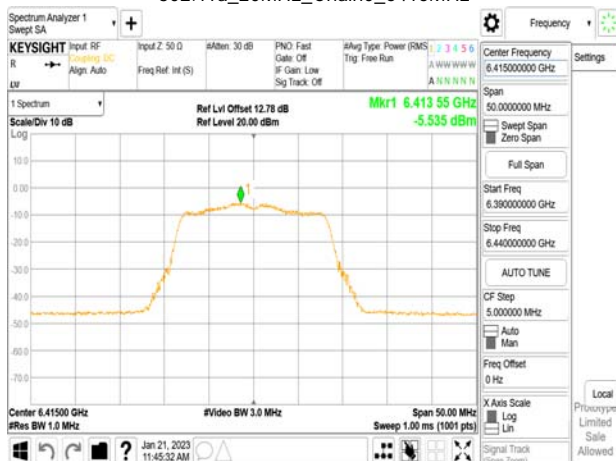 Spectrum Analyzer 1
Swept SA
Frequency
KEYSIGHT
R
Input: RF
Coupling: DC
Align: Auto
Input Z: 50 Ω
Freq Ref: Int (S)
#Atten: 30 dB
PNO: Fast
Gate: Off
IF Gain: Low
Sig Track: Off
#Avg Type: Power (RMS
Trig: Free Run
1 2 3 4 5 6
A W W W W W
A N N N N N
Center Frequency
6.415000000 GHz
Settings
Span
50.0000000 MHz
Swept Span
Zero Span
Full Span
Start Freq
6.390000000 GHz
Stop Freq
6.440000000 GHz
AUTO TUNE
CF Step
5.000000 MHz
Auto
Man
Freq Offset
0 Hz
X Axis Scale
Log
Lin
Signal Track
Local
Prototype
Limited
Sale
Allowed
1 Spectrum
Scale/Div 10 dB
Log
Ref Lvl Offset 12.78 dB
Ref Level 20.00 dBm
Mkr1 6.413 55 GHz
-5.535 dBm
1
10.0
0.00
-10.0
-20.0
-30.0
-40.0
-50.0
-60.0
-70.0
Center 6.41500 GHz
#Res BW 1.0 MHz
#Video BW 3.0 MHz
Span 50.00 MHz
Sweep 1.00 ms (1001 pts)
?
Jan 21, 2023
11:45:32 AM